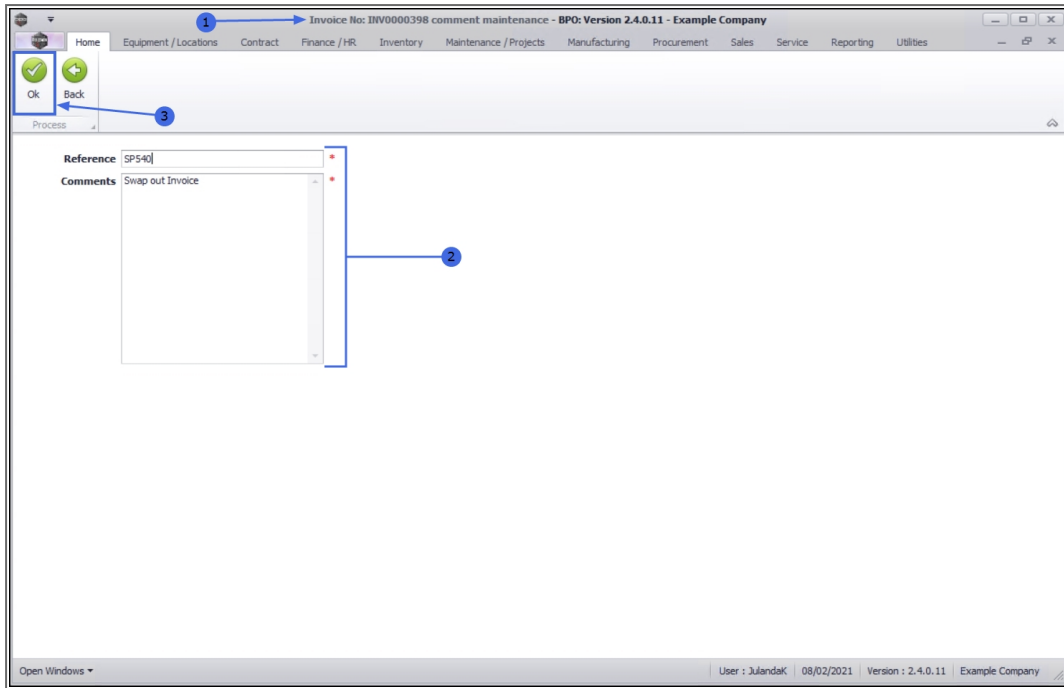 1
Invoice No: INV0000398 comment maintenance - BPO: Version 2.4.0.11 - Example Company
Home Equipment / Locations Contract Finance / HR Inventory Maintenance / Projects Manufacturing Procurement Sales Service Reporting Utilities
Ok Back
3
Process
Reference SP540 *
Comments Swap out Invoice *
2
Open Windows User : JulandaK 08/02/2021 Version : 2.4.0.11 Example Company